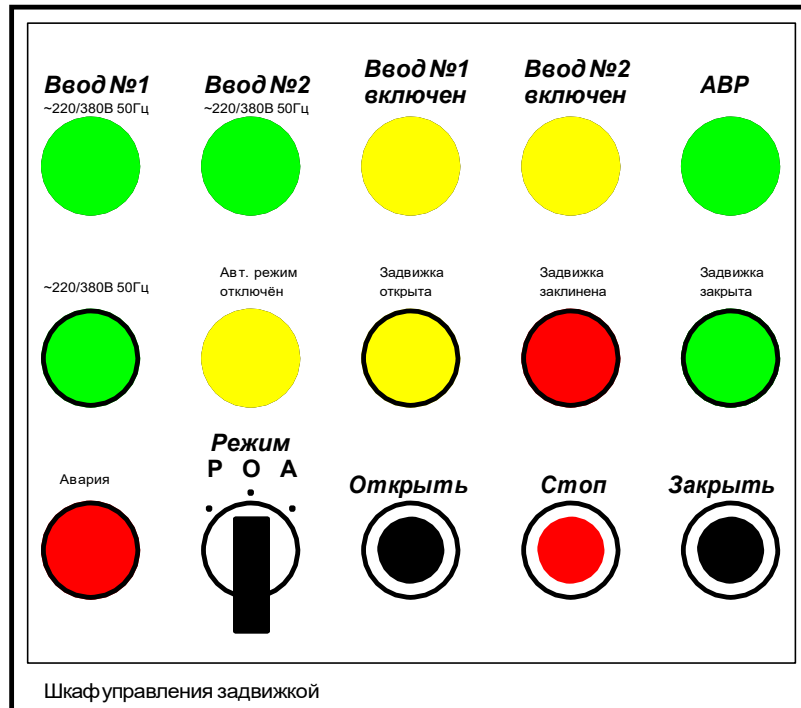 Ввод №1
~220/380В 50Гц
Ввод №2
~220/380В 50Гц
Ввод №1
включен
Ввод №2
включен
АВР
~220/380В 50Гц
Авт. режим
отключён
Задвижка
открыта
Задвижка
заклинена
Задвижка
закрыта
Авария
Режим
Р О А
Открыть
Стоп
Закрыть
Шкаф управления задвижкой